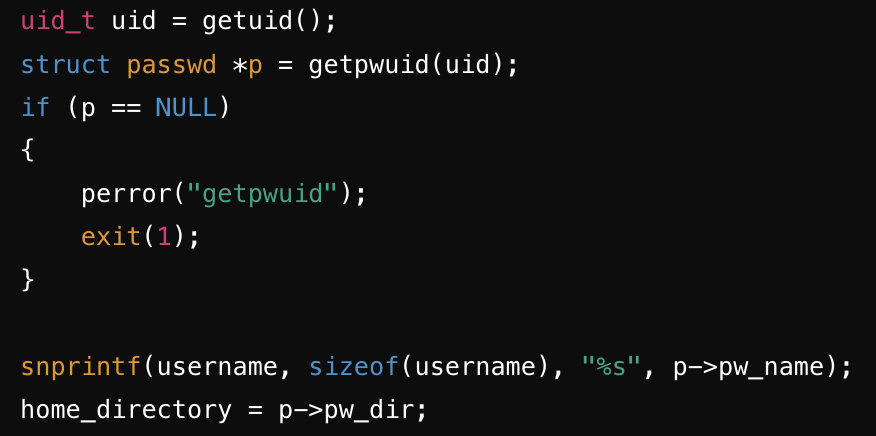 uid_t uid = getuid();
struct passwd *p = getpwuid(uid);
if (p == NULL)
{
    perror("getpwuid");
    exit(1);
}

snprintf(username, sizeof(username), "%s", p->pw_name);
home_directory = p->pw_dir;